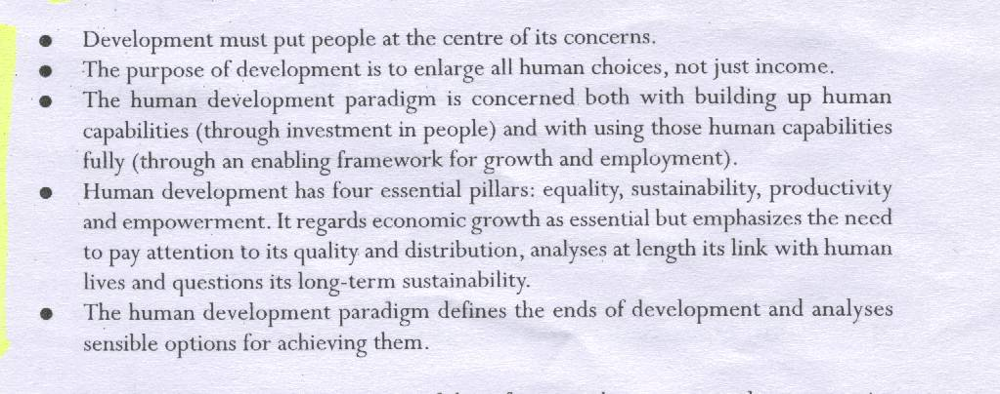 • Development must put people at the centre of its concerns.
• The purpose of development is to enlarge all human choices, not just income.
• The human development paradigm is concerned both with building up human
capabilities (through investment in people) and with using those human capabilities
fully (through an enabling framework for growth and employment).
• Human development has four essential pillars: equality, sustainability, productivity
and empowerment. It regards economic growth as essential but emphasizes the need
to pay attention to its quality and distribution, analyses at length its link with human
lives and questions its long-term sustainability.
• The human development paradigm defines the ends of development and analyses
sensible options for achieving them.